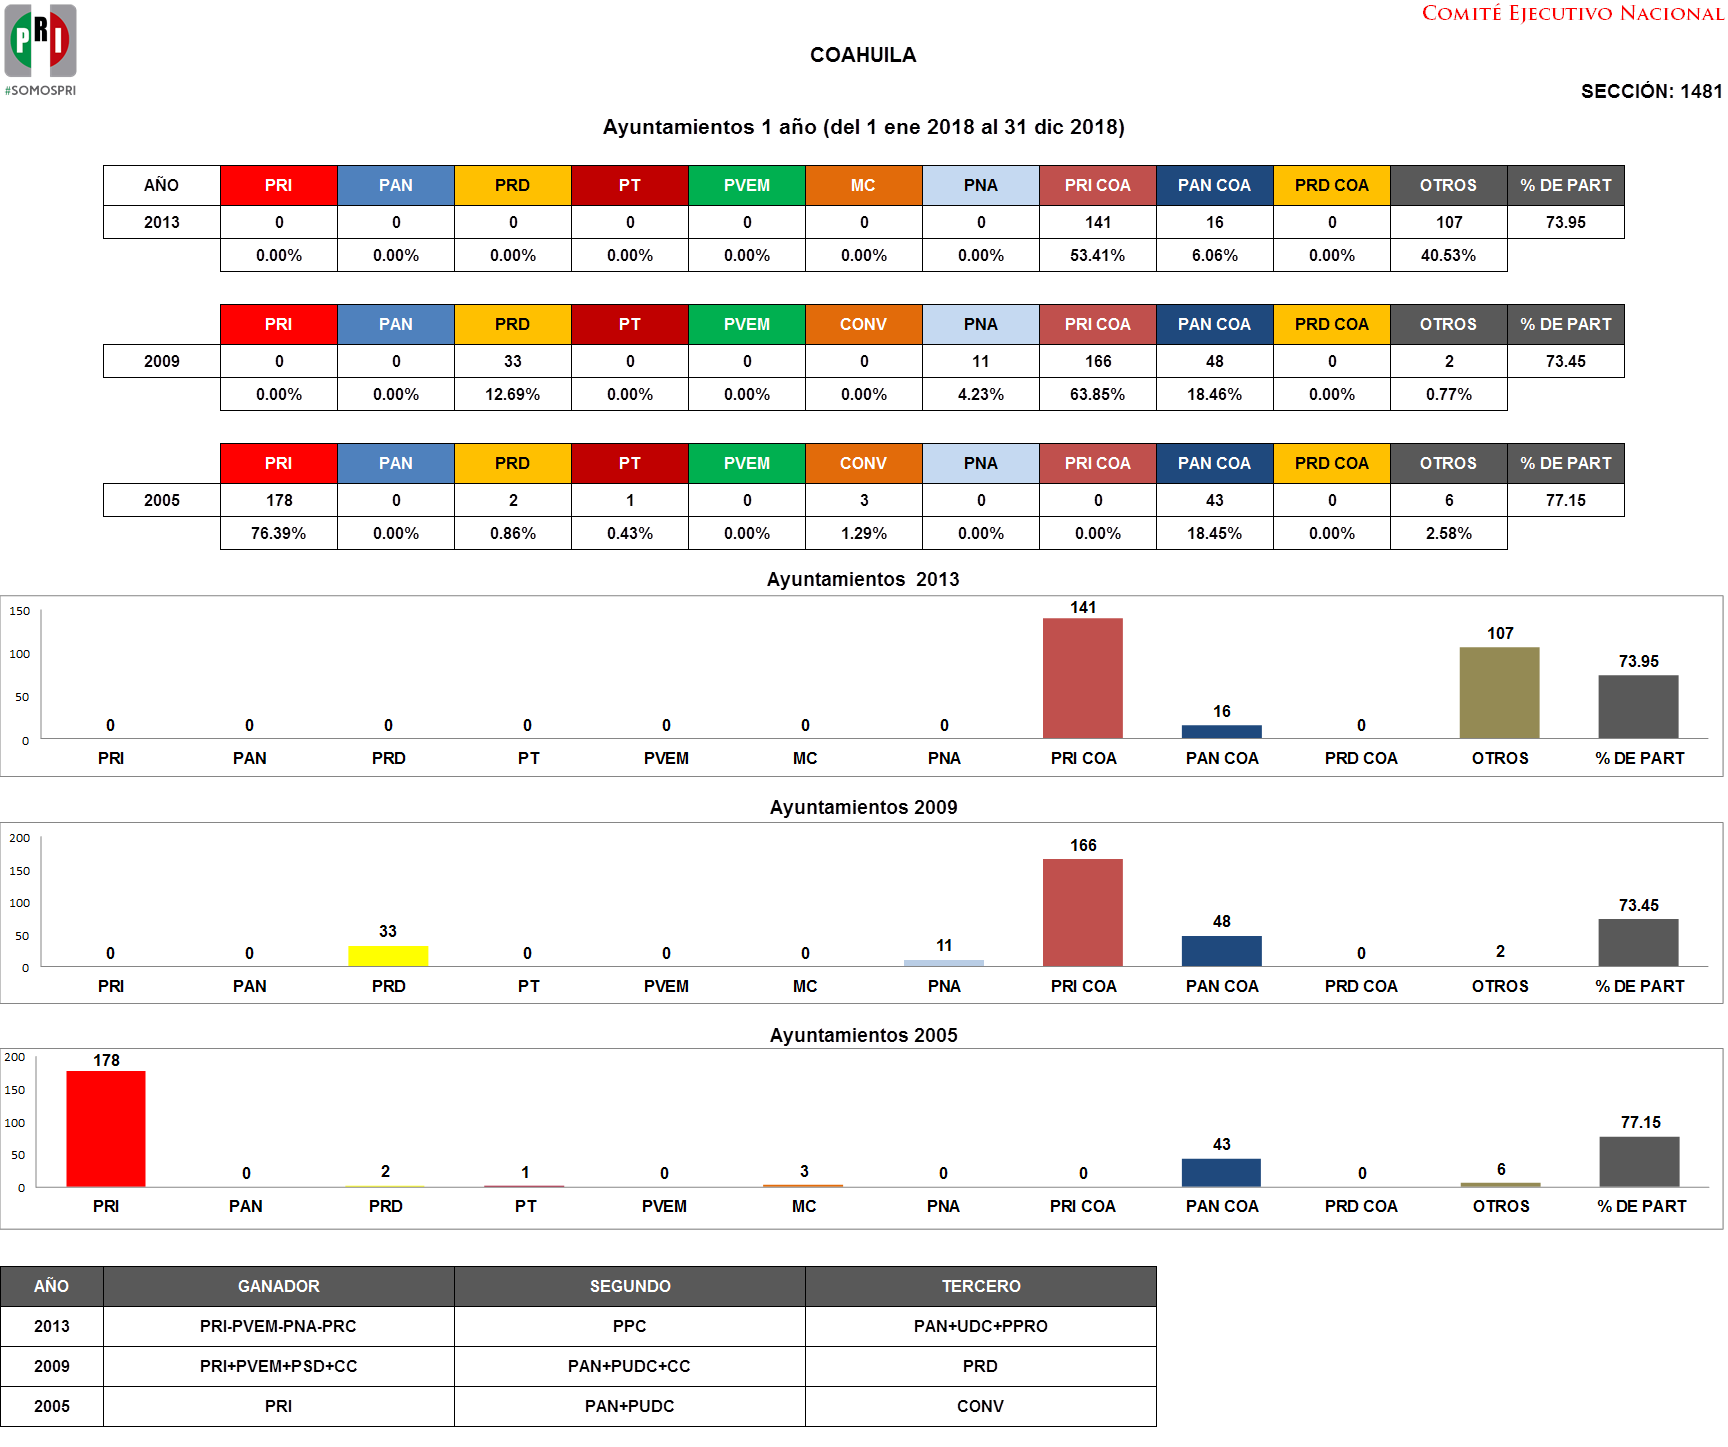 COMITÉ EJECUTIVO NACIONAL
PRI
#SOMOSPRI
COAHUILA
SECCIÓN: 1481
Ayuntamientos 1 año (del 1 ene 2018 al 31 dic 2018)
AÑO PRI PAN PRD PT PVEM MC PNA PRI COA PAN COA PRD COA OTROS % DE PART
2013 0 0 0 0 0 0 0 141 16 0 107 73.95
0.00% 0.00% 0.00% 0.00% 0.00% 0.00% 0.00% 53.41% 6.06% 0.00% 40.53%
PRI PAN PRD PT PVEM CONV PNA PRI COA PAN COA PRD COA OTROS % DE PART
2009 0 0 33 0 0 0 11 166 48 0 2 73.45
0.00% 0.00% 12.69% 0.00% 0.00% 0.00% 4.23% 63.85% 18.46% 0.00% 0.77%
PRI PAN PRD PT PVEM CONV PNA PRI COA PAN COA PRD COA OTROS % DE PART
2005 178 0 2 1 0 3 0 0 43 0 6 77.15
76.39% 0.00% 0.86% 0.43% 0.00% 1.29% 0.00% 0.00% 18.45% 0.00% 2.58%
Ayuntamientos 2013
150
100
50
0
0 0 0 0 0 0 0 141 16 0 107 73.95
PRI PAN PRD PT PVEM MC PNA PRI COA PAN COA PRD COA OTROS % DE PART
Ayuntamientos 2009
200
150
100
50
0
0 0 33 0 0 0 11 166 48 0 2 73.45
PRI PAN PRD PT PVEM MC PNA PRI COA PAN COA PRD COA OTROS % DE PART
Ayuntamientos 2005
200
150
100
50
0
178 0 2 1 0 3 0 0 43 0 6 77.15
PRI PAN PRD PT PVEM MC PNA PRI COA PAN COA PRD COA OTROS % DE PART
AÑO GANADOR SEGUNDO TERCERO
2013 PRI-PVEM-PNA-PRC PPC PAN+UDC+PPRO
2009 PRI+PVEM+PSD+CC PAN+PUDC+CC PRD
2005 PRI PAN+PUDC CONV